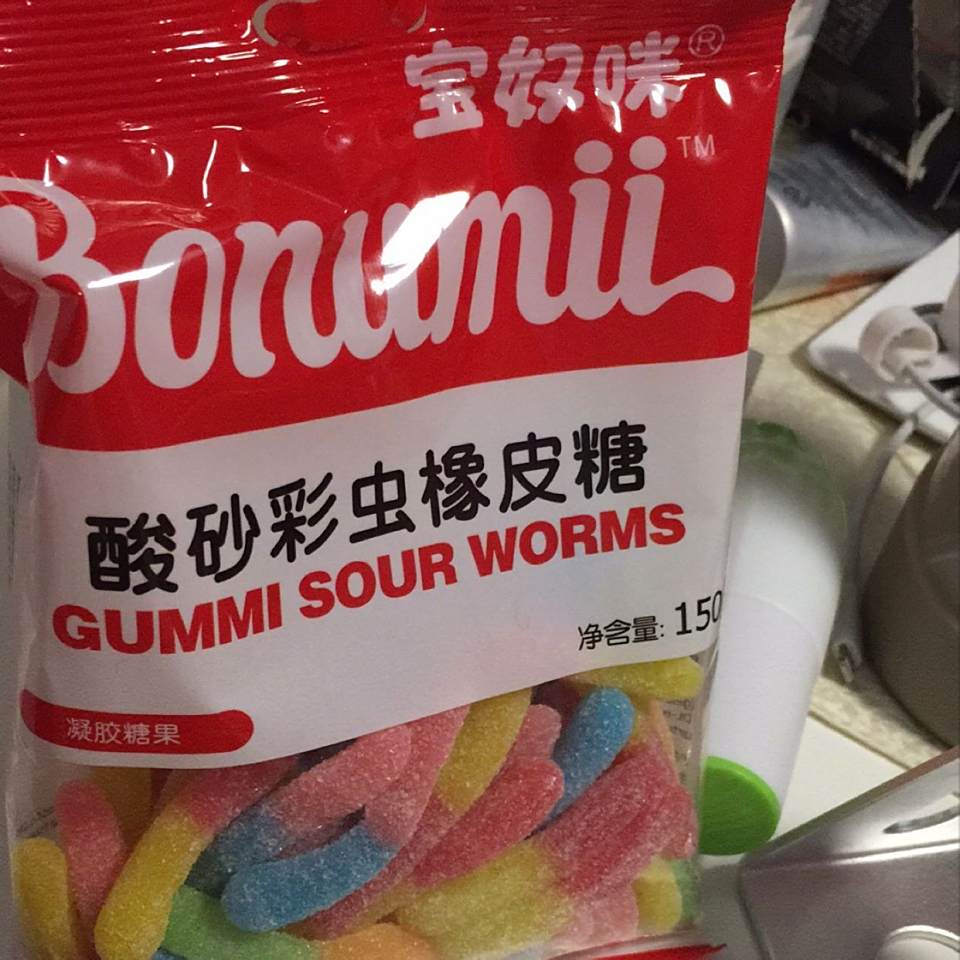 宝奴咪®
Bonumii™
酸砂彩虫橡皮糖
GUMMI SOUR WORMS
净含量: 150
凝胶糖果